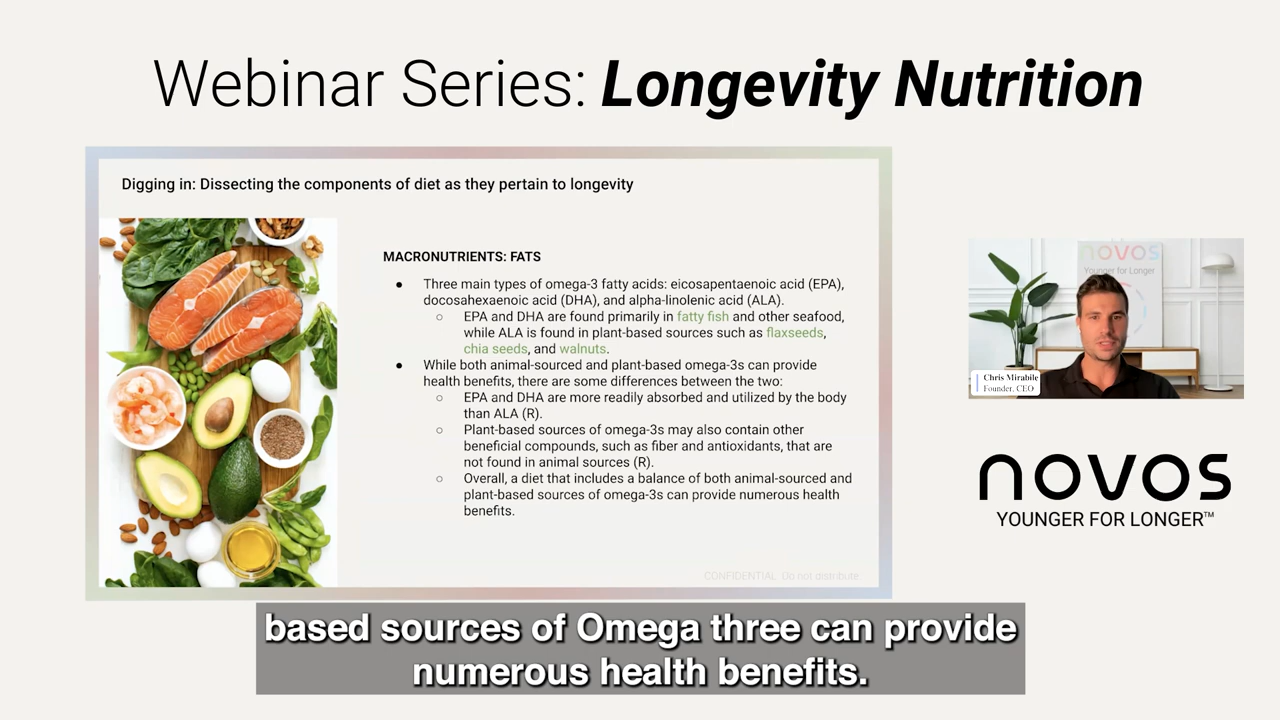 Webinar Series: Longevity Nutrition
Digging in: Dissecting the components of diet as they pertain to longevity
MACRONUTRIENTS: FATS
● Three main types of omega-3 fatty acids: eicosapentaenoic acid (EPA),
docosahexaenoic acid (DHA), and alpha-linolenic acid (ALA).
○ EPA and DHA are found primarily in fatty fish and other seafood,
while ALA is found in plant-based sources such as flaxseeds,
chia seeds, and walnuts.
● While both animal-sourced and plant-based omega-3s can provide
health benefits, there are some differences between the two:
○ EPA and DHA are more readily absorbed and utilized by the body
than ALA (R).
○ Plant-based sources of omega-3s may also contain other
beneficial compounds, such as fiber and antioxidants, that are
not found in animal sources (R).
○ Overall, a diet that includes a balance of both animal-sourced and
plant-based sources of omega-3s can provide numerous health
benefits.
CONFIDENTIAL Do not distribute
novos
Younger for Longer
Chris Mirabile
Founder, CEO
novos
YOUNGER FOR LONGER™
based sources of Omega three can provide
numerous health benefits.